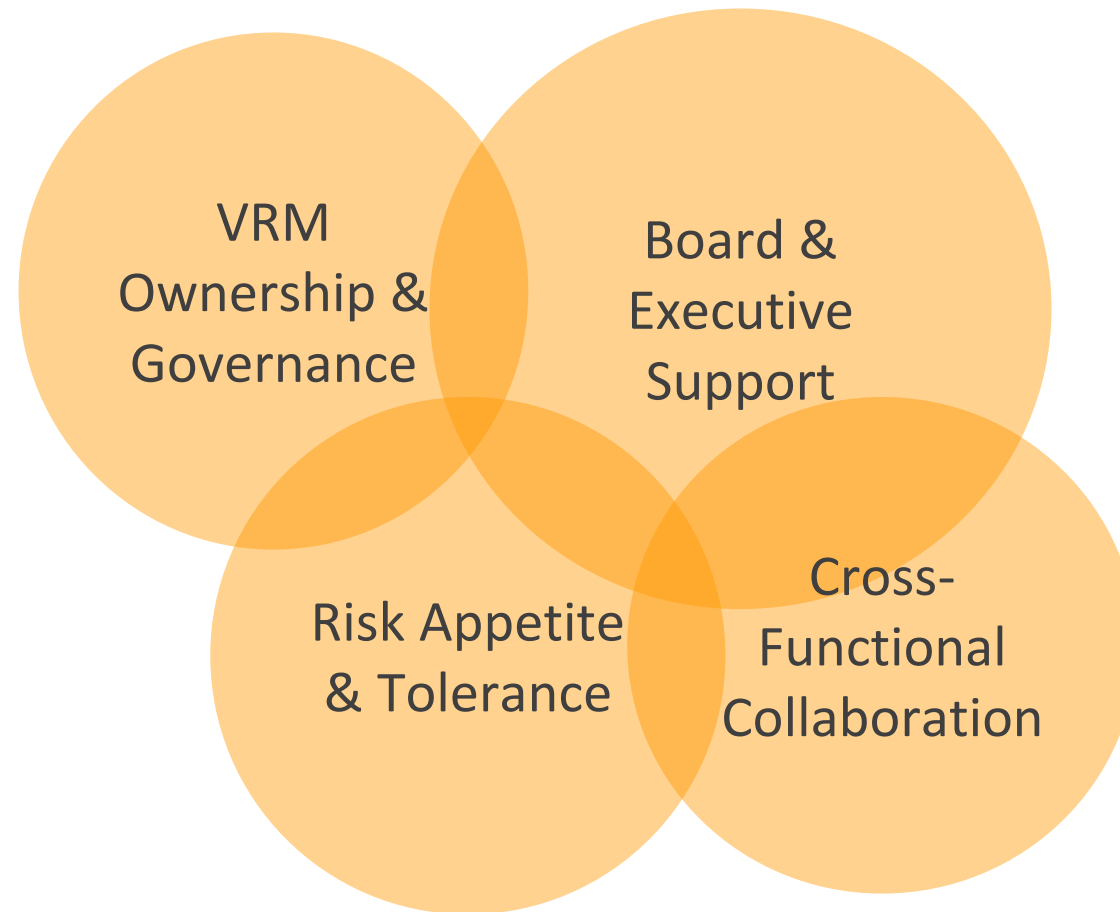 VRM
Ownership &
Governance
Board &
Executive
Support
Risk Appetite
& Tolerance
Cross-
Functional
Collaboration